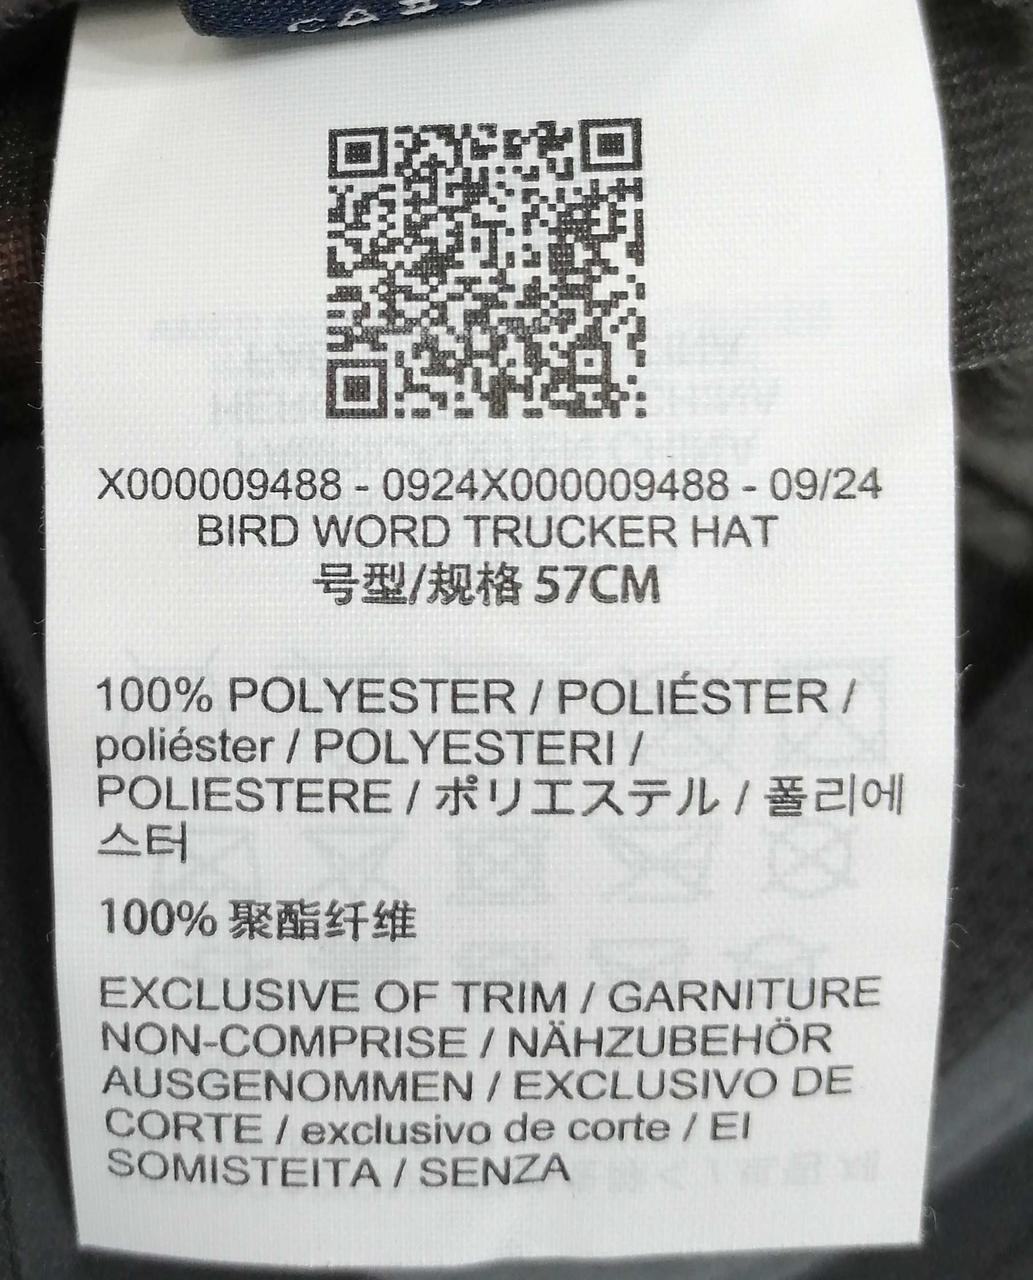 X000009488 - 0924X000009488 - 09/24
BIRD WORD TRUCKER HAT
号型/规格 57CM
100% POLYESTER / POLIÉSTER /
poliéster / POLYESTERI /
POLIESTERE / ポリエステル / 폴리에
스터
100% 聚酯纤维
EXCLUSIVE OF TRIM / GARNITURE
NON-COMPRISE / NÄHZUBEHÖR
AUSGENOMMEN / EXCLUSIVO DE
CORTE / exclusivo de corte / EI
SOMISTEITA / SENZA